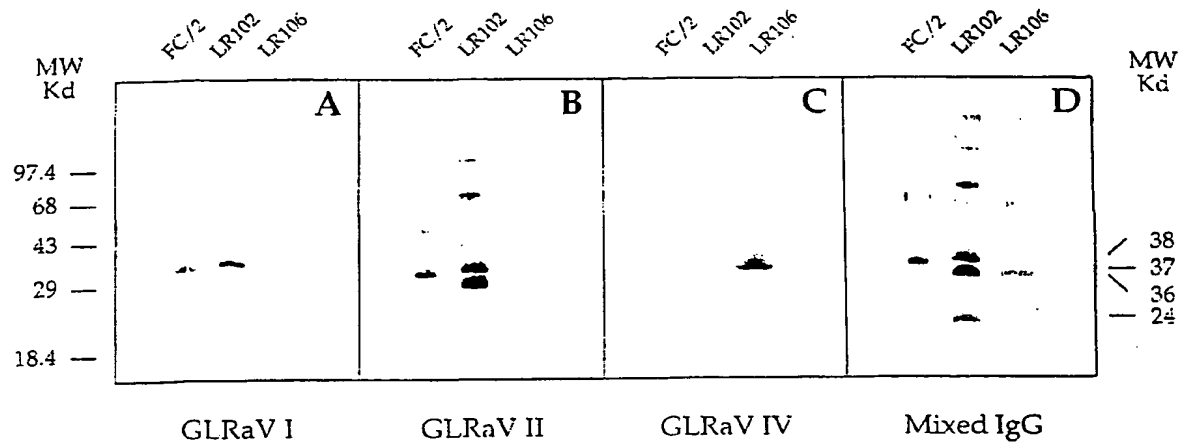 FC/2 LR102 LR106 FC/2 LR102 LR106 FC/2 LR102 LR106 FC/2 LR102 LR106
MW
Kd
MW
Kd
A B C D
97.4
68
43
29
18.4
38
37
36
24
GLRaV I GLRaV II GLRaV IV Mixed IgG